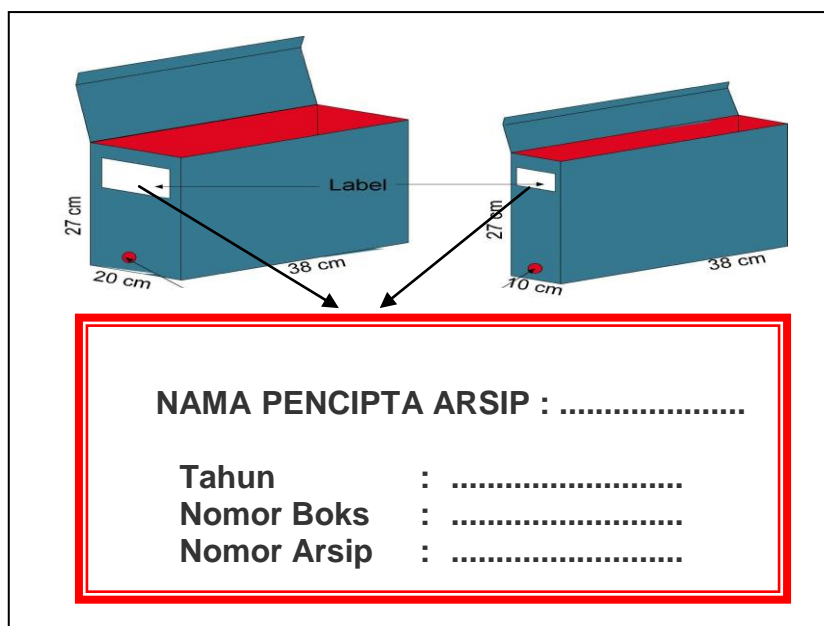 Label
27 cm
20 cm
38 cm
27 cm
10 cm
38 cm
NAMA PENCIPTA ARSIP : .....................
Tahun : ..........................
Nomor Boks : ..........................
Nomor Arsip : ..........................